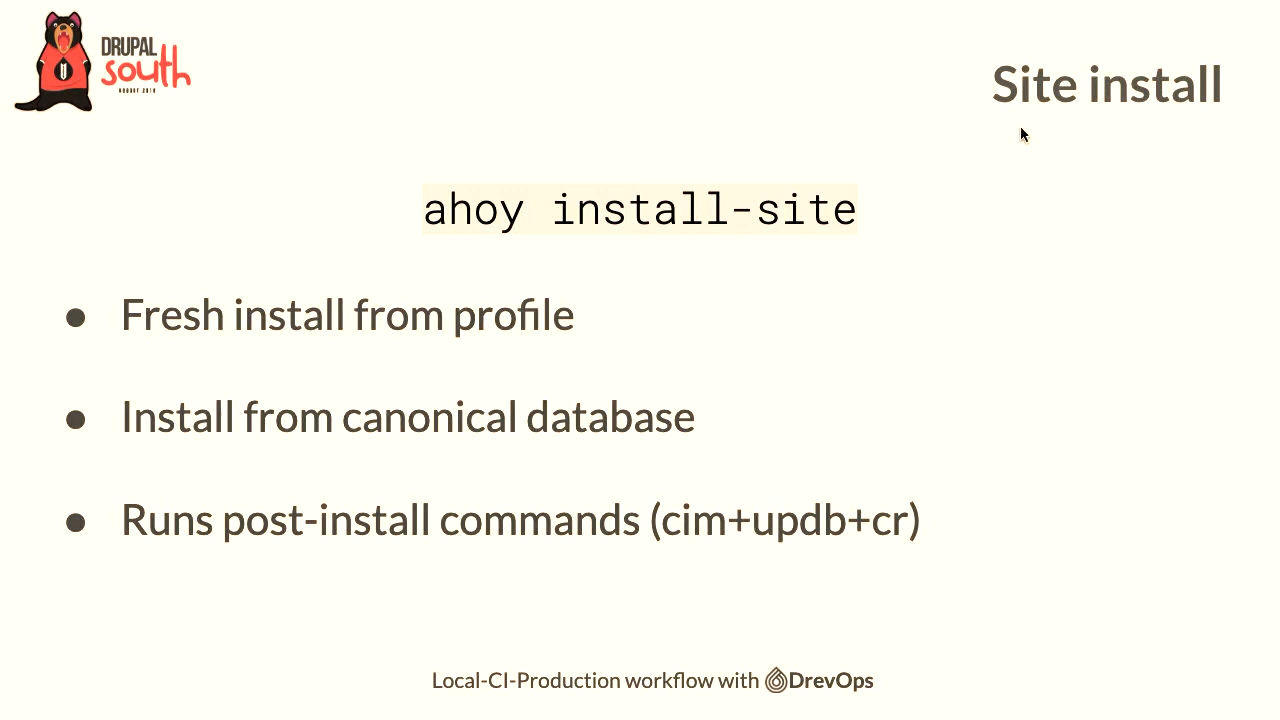 DRUPAL
south
Site install
ahoy install-site
● Fresh install from profile
● Install from canonical database
● Runs post-install commands (cim+updb+cr)
Local-CI-Production workflow with DrevOps